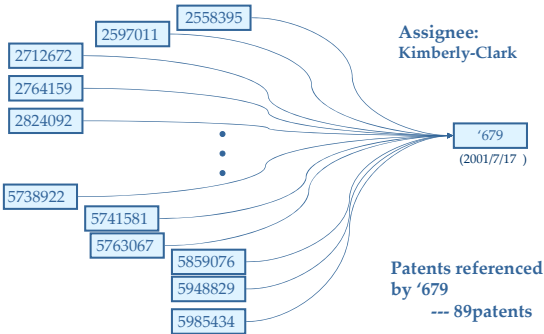 2558395
2597011
2712672
2764159
2824092
5738922
5741581
5763067
5859076
5948829
5985434
Assignee:
Kimberly-Clark
‘679
(2001/7/17 )
Patents referenced
by ‘679
--- 89patents